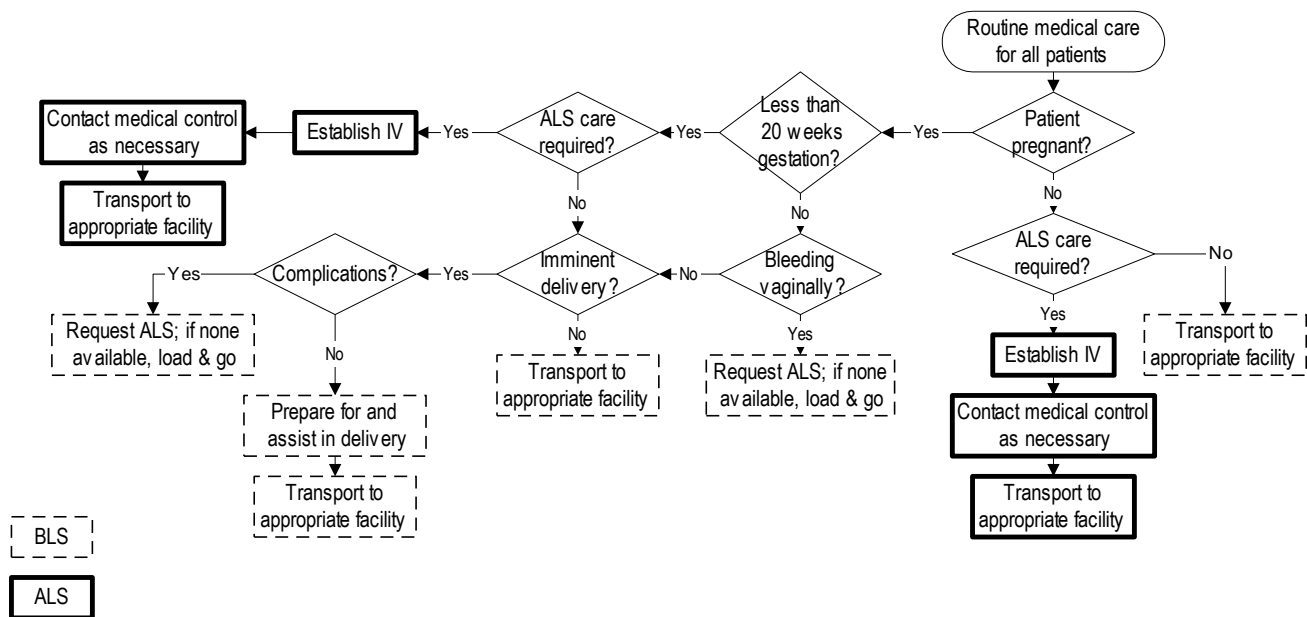 Routine medical care
for all patients
Patient
pregnant?
Yes
No
Less than
20 weeks
gestation?
Yes
No
ALS care
required?
Yes
No
Establish IV
Contact medical control
as necessary
Transport to
appropriate facility
Bleeding
vaginally?
No
Yes
Request ALS; if none
available, load & go
Imminent
delivery?
Yes
No
Transport to
appropriate facility
Complications?
Yes
No
Request ALS; if none
available, load & go
Prepare for and
assist in delivery
Transport to
appropriate facility
ALS care
required?
No
Yes
Transport to
appropriate facility
Establish IV
Contact medical control
as necessary
Transport to
appropriate facility
BLS
ALS